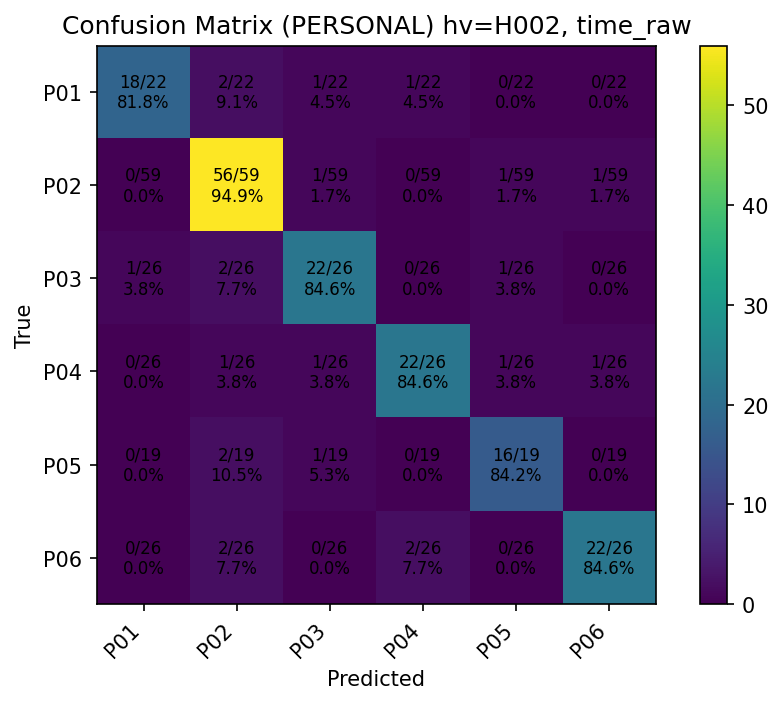 Confusion Matrix (PERSONAL) hv=H002, time_raw
P01
18/22 2/22 1/22 1/22 0/22 0/22
81.8% 9.1% 4.5% 4.5% 0.0% 0.0%
P02
0/59 56/59 1/59 0/59 1/59 1/59
0.0% 94.9% 1.7% 0.0% 1.7% 1.7%
P03
1/26 2/26 22/26 0/26 1/26 0/26
3.8% 7.7% 84.6% 0.0% 3.8% 0.0%
P04
0/26 1/26 1/26 22/26 1/26 1/26
0.0% 3.8% 3.8% 84.6% 3.8% 3.8%
P05
0/19 2/19 1/19 0/19 16/19 0/19
0.0% 10.5% 5.3% 0.0% 84.2% 0.0%
P06
0/26 2/26 0/26 2/26 0/26 22/26
0.0% 7.7% 0.0% 7.7% 0.0% 84.6%
True
P01 P02 P03 P04 P05 P06
Predicted
50
40
30
20
10
0